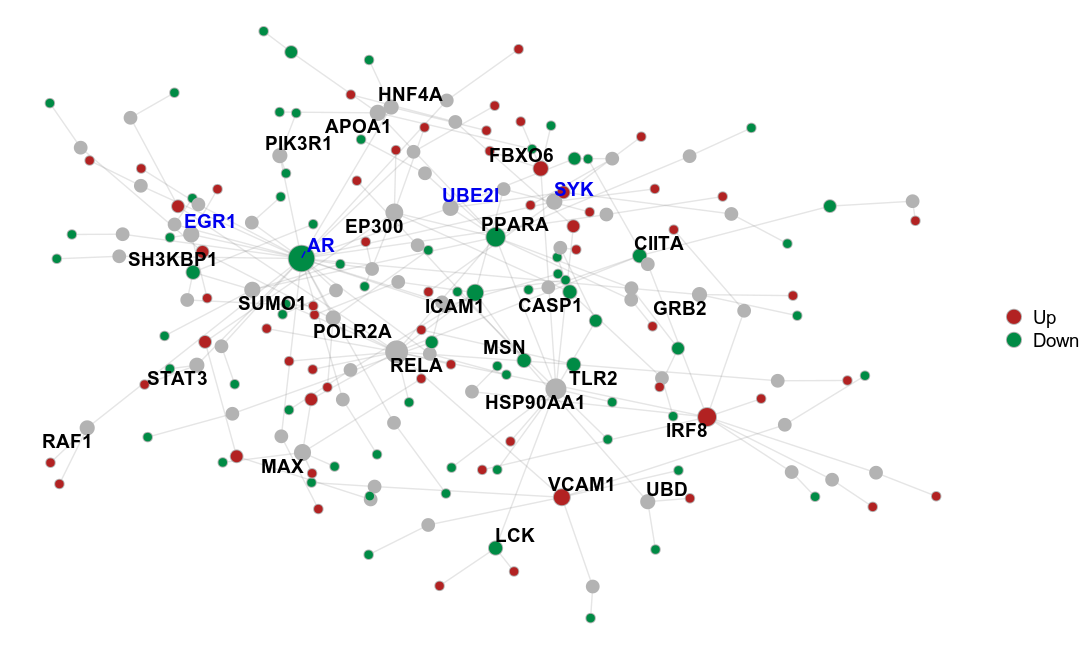 HNF4A
APOA1
PIK3R1
FBXO6
SYK
UBE2I
EGR1
EP300
PPARA
AR
CIITA
SH3KBP1
SUMO1
ICAM1
CASP1
GRB2
Up
POLR2A
Down
MSN
RELA
STAT3
TLR2
HSP90AA1
IRF8
RAF1
MAX
VCAM1
UBD
LCK